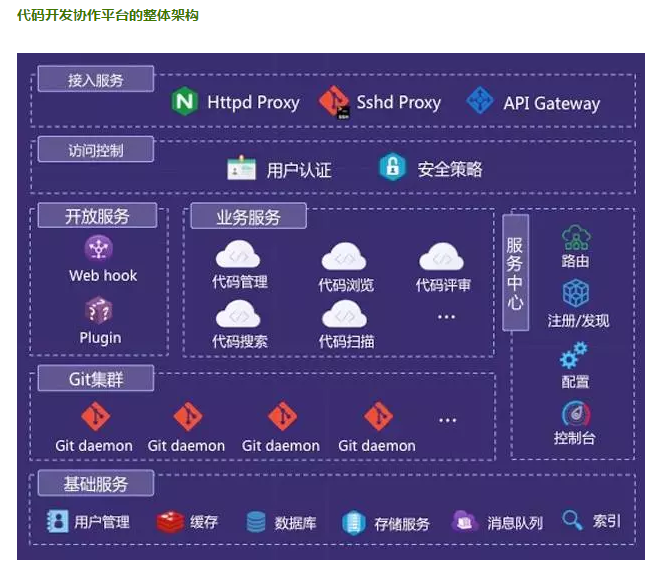 代码开发协作平台的整体架构
接入服务
Httpd Proxy
Sshd Proxy
API Gateway
访问控制
用户认证
安全策略
开放服务
Web hook
Plugin
业务服务
代码管理
代码浏览
代码评审
代码搜索
代码扫描
...
服务中心
路由
注册/发现
配置
控制台
Git集群
Git daemon
Git daemon
Git daemon
Git daemon
...
基础服务
用户管理
缓存
数据库
存储服务
消息队列
索引